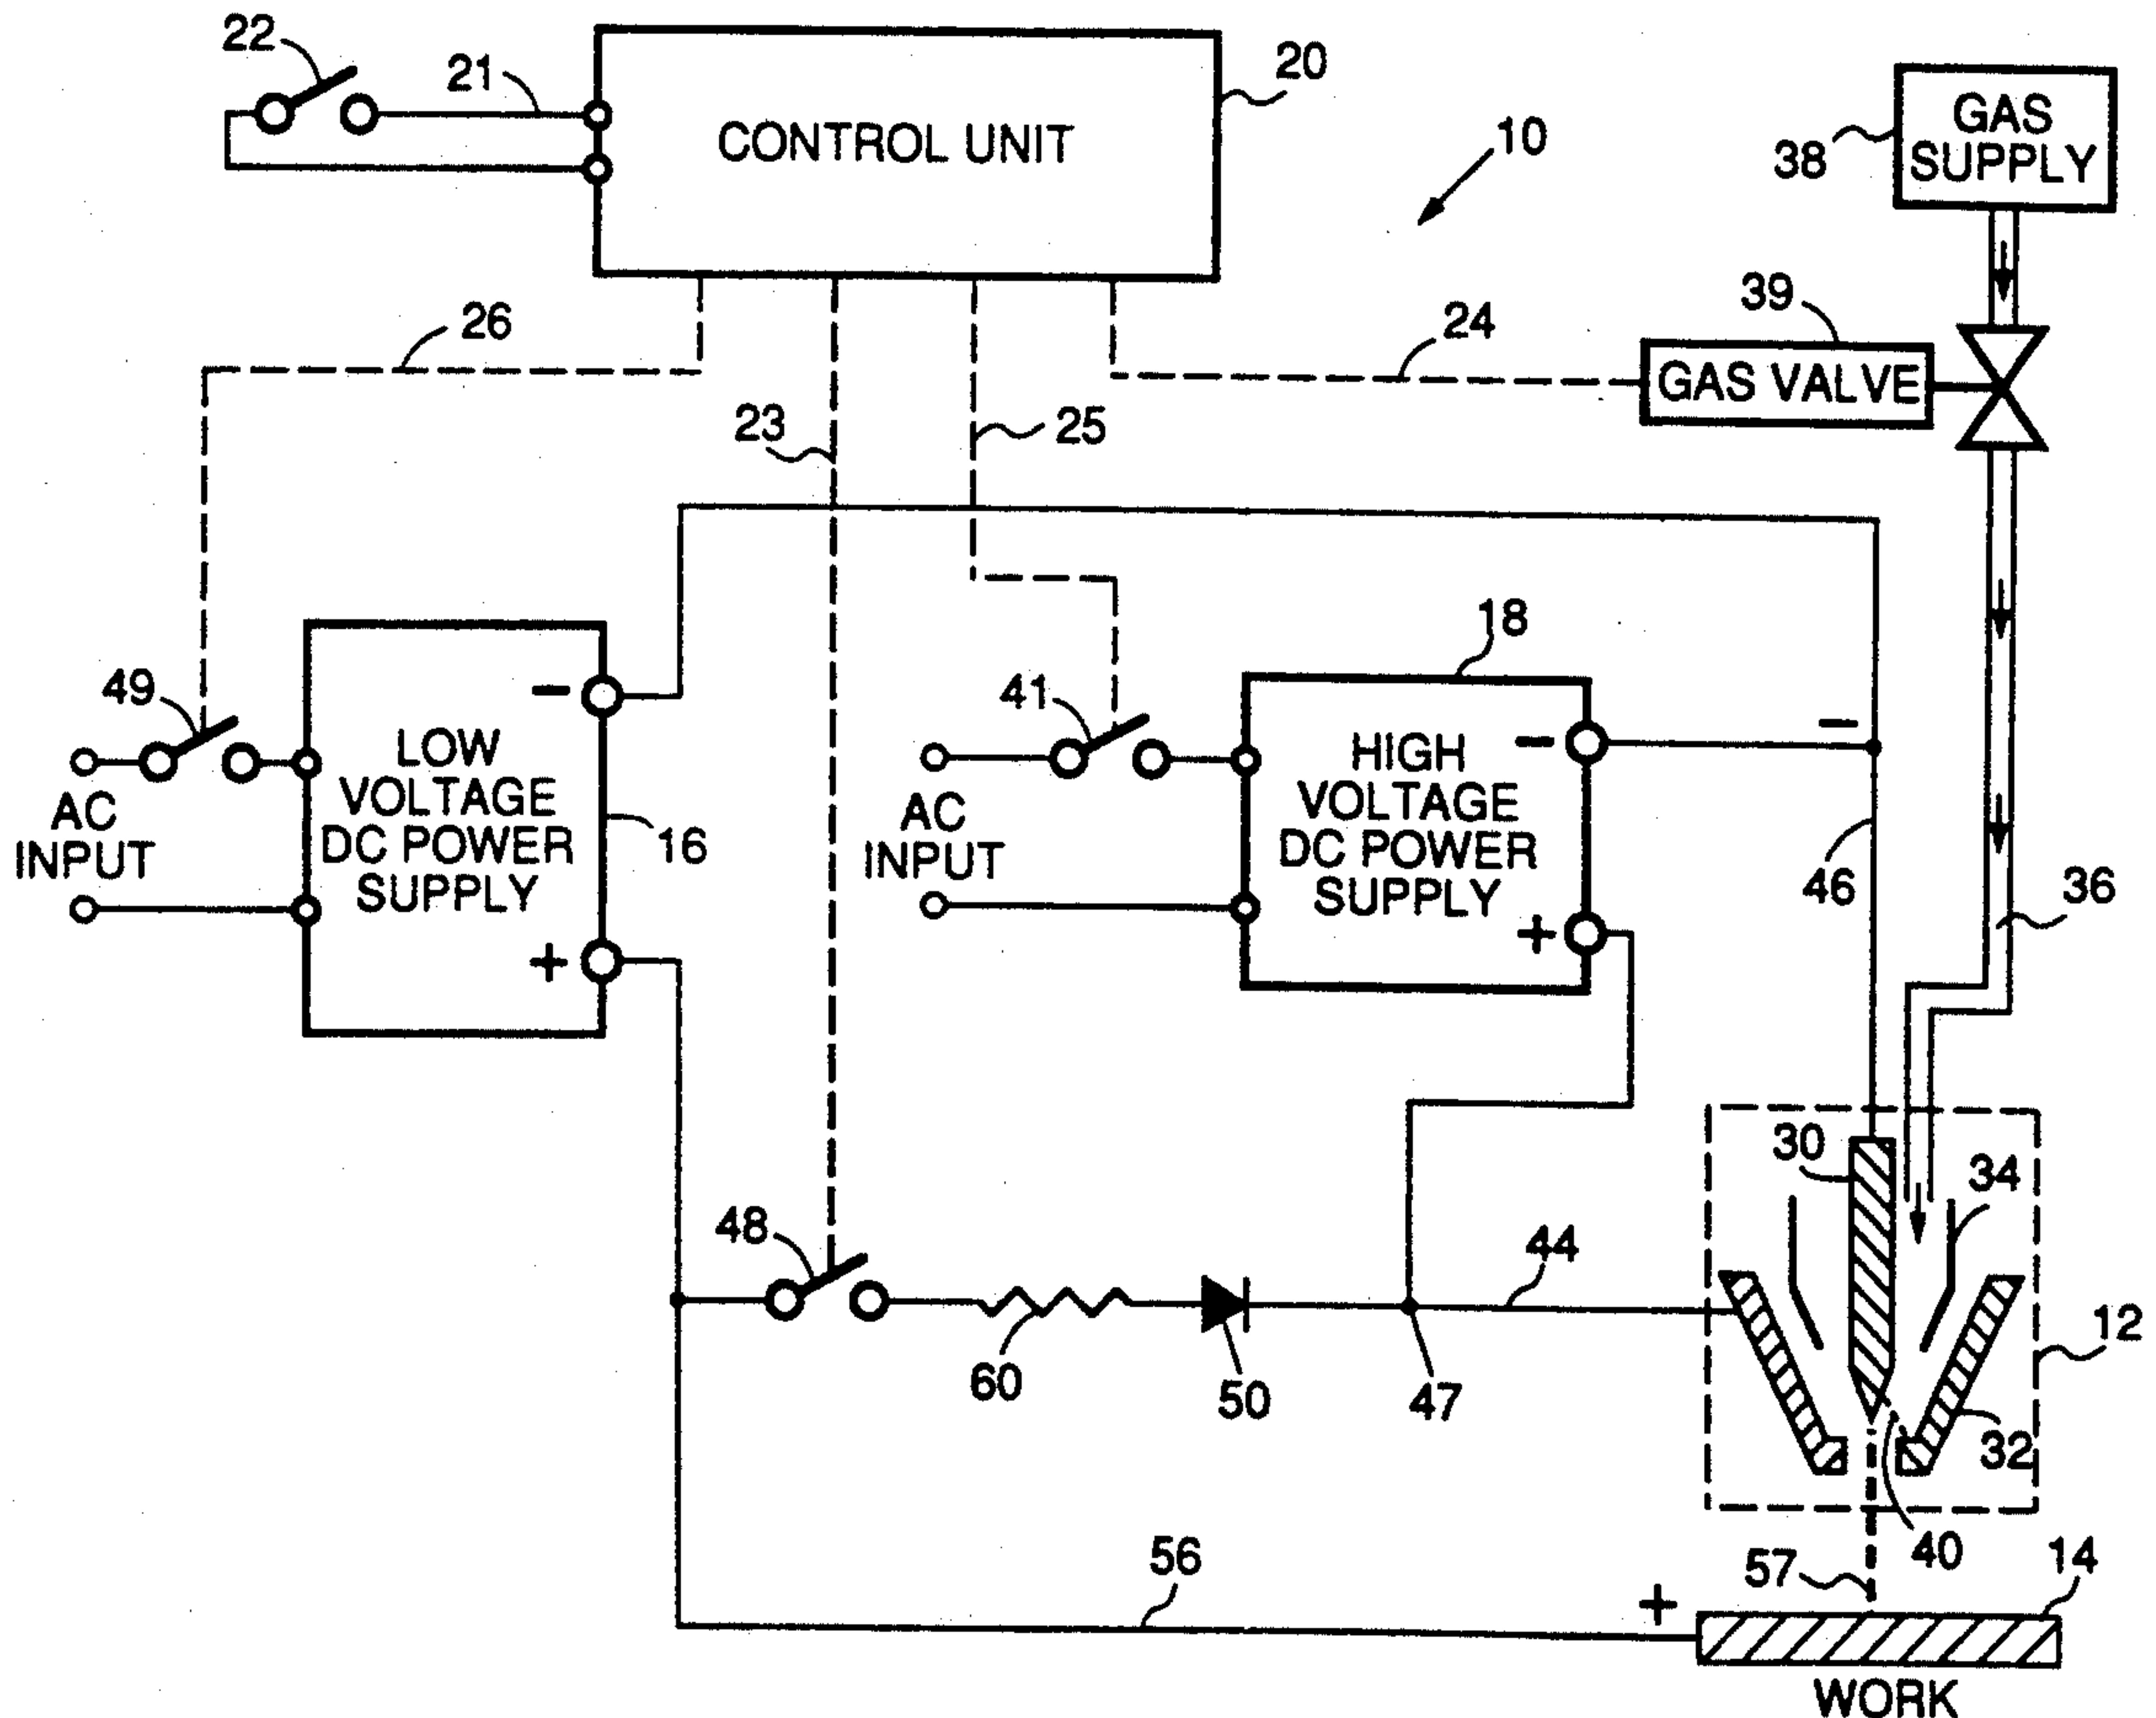 22
21
CONTROL UNIT
20
10
38
GAS
SUPPLY
26
24
39
GAS VALVE
23
25
49
AC
INPUT
LOW
VOLTAGE
DC POWER
SUPPLY
-
+
16
41
AC
INPUT
18
HIGH
VOLTAGE
DC POWER
SUPPLY
-
+
-
46
36
30
34
48
60
50
47
44
12
32
40
57
56
+
14
WORK